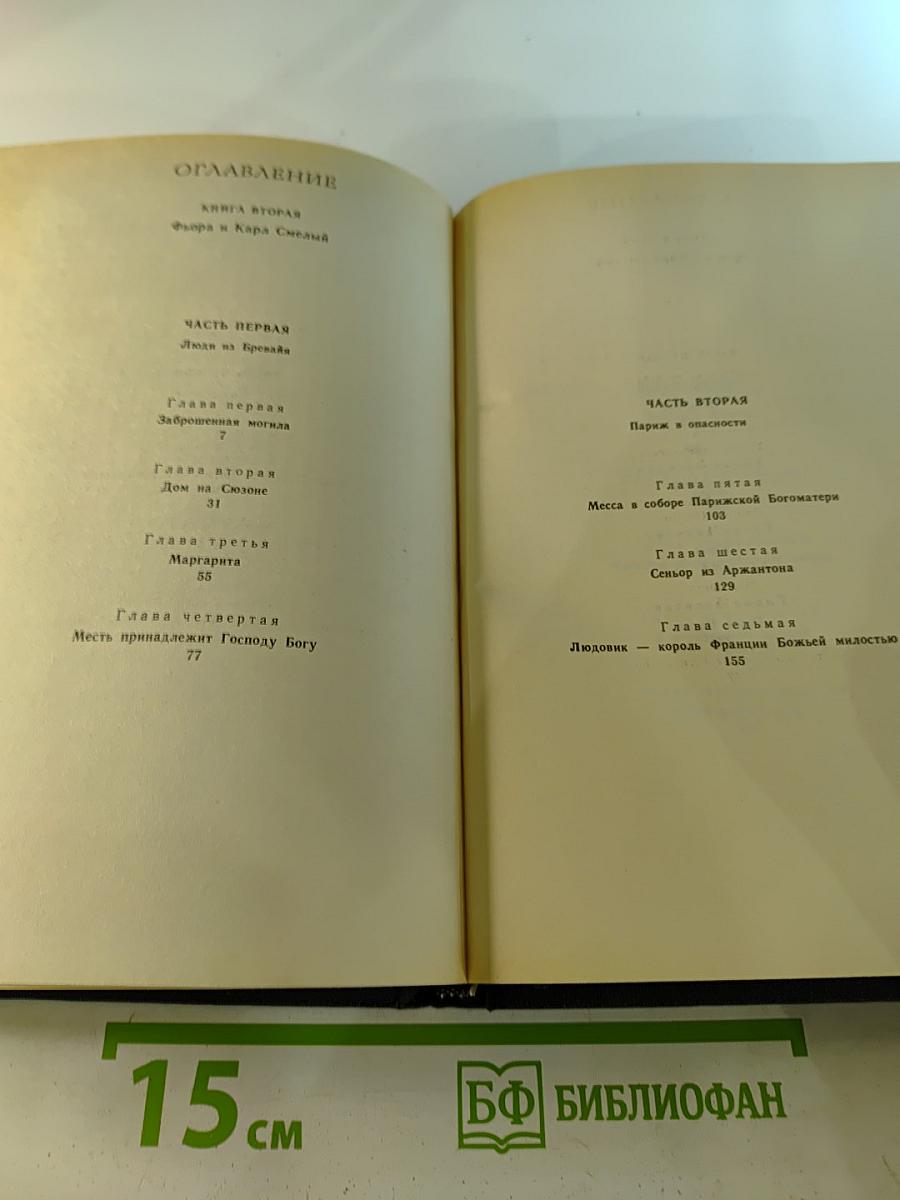 ОГЛАВЛЕНИЕ
КНИГА ВТОРАЯ
Фьора и Карл Смелый
ЧАСТЬ ПЕРВАЯ
Люди из Бревайя
Глава первая
Заброшенная могила
7
Глава вторая
Дом на Сюзоне
31
Глава третья
Маргарита
55
Глава четвертая
Месть принадлежит Господу Богу
77
ЧАСТЬ ВТОРАЯ
Париж в опасности
Глава пятая
Месса в соборе Парижской Богоматери
103
Глава шестая
Сеньор из Аржантона
129
Глава седьмая
Людовик — король Франции Божьей милостью
155
15 см
БФ БИБЛИОФАН